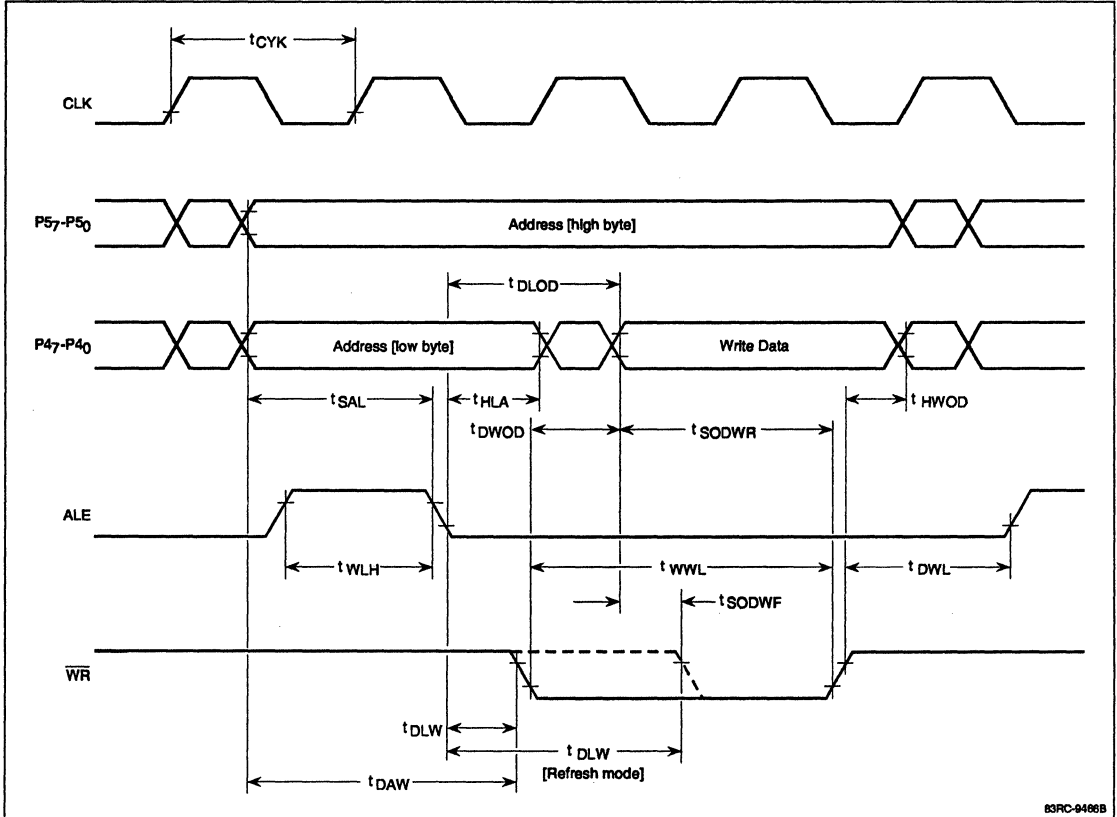 tCYK
CLK
P57-P50
Address [high byte]
tDLOD
P47-P40
Address [low byte]
Write Data
tSAL
tHLA
tHWOD
tDWOD
tSODWR
ALE
tWLH
tWWL
tDWL
tSODWF
WR
tDLW
tDLW
[Refresh mode]
tDAW
83RC-9466B